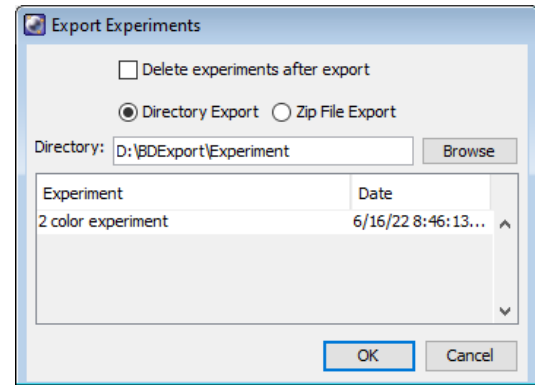 Export Experiments
Delete experiments after export
Directory Export Zip File Export
Directory: D:\BDExport\Experiment Browse
Experiment Date
2 color experiment 6/16/22 8:46:13...
OK Cancel